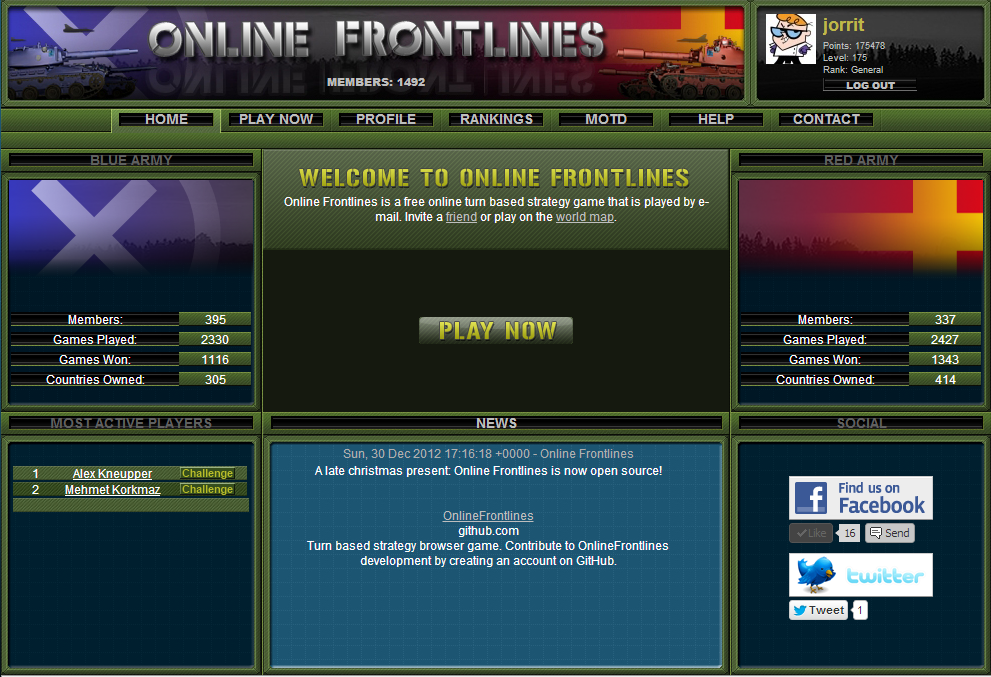 ONLINE FRONTLINES
MEMBERS: 1492
jorrit
Points: 175478
Level: 175
Rank: General
LOG OUT
HOME
PLAY NOW
PROFILE
RANKINGS
MOTD
HELP
CONTACT
BLUE ARMY
Members: 395
Games Played: 2330
Games Won: 1116
Countries Owned: 305
WELCOME TO ONLINE FRONTLINES
Online Frontlines is a free online turn based strategy game that is played by e-
mail. Invite a friend or play on the world map.
PLAY NOW
RED ARMY
Members: 337
Games Played: 2427
Games Won: 1343
Countries Owned: 414
MOST ACTIVE PLAYERS
1 Alex Kneupper Challenge
2 Mehmet Korkmaz Challenge
NEWS
Sun, 30 Dec 2012 17:16:18 +0000 - Online Frontlines
A late christmas present: Online Frontlines is now open source!
OnlineFrontlines
github.com
Turn based strategy browser game. Contribute to OnlineFrontlines
development by creating an account on GitHub.
SOCIAL
f Find us on
Facebook
Like 16 Send
twitter
Tweet 1